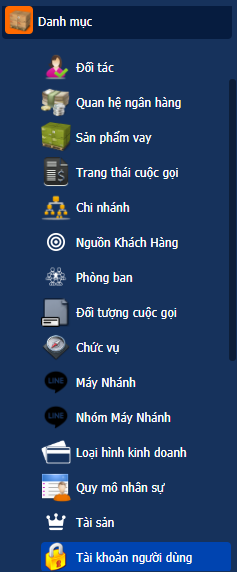 Danh mục
Đối tác
Quan hệ ngân hàng
Sản phẩm vay
Trạng thái cuộc gọi
Chi nhánh
Nguồn Khách Hàng
Phòng ban
Đối tượng cuộc gọi
Chức vụ
LINE Máy Nhánh
LINE Nhóm Máy Nhánh
Loại hình kinh doanh
Quy mô nhân sự
Tài sản
Tài khoản người dùng